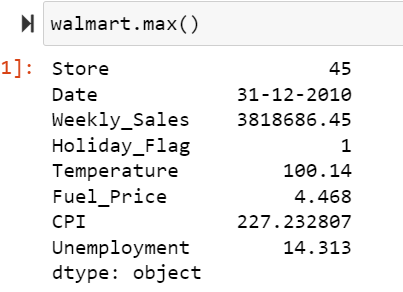 walmart.max()
1]: Store 45
Date 31-12-2010
Weekly_Sales 3818686.45
Holiday_Flag 1
Temperature 100.14
Fuel_Price 4.468
CPI 227.232807
Unemployment 14.313
dtype: object